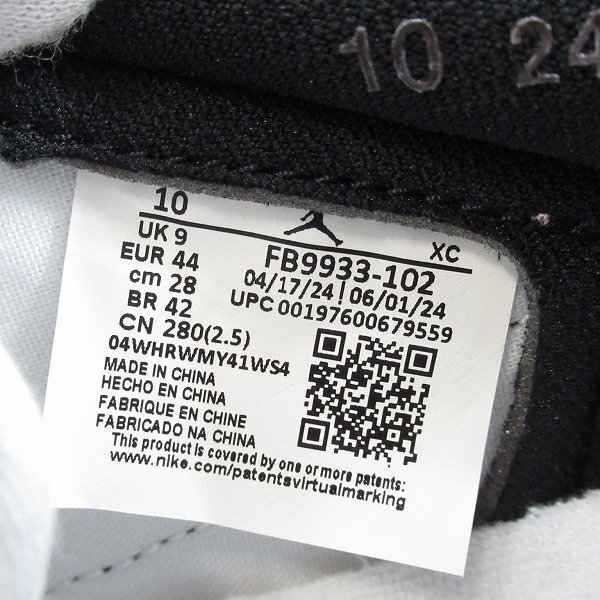 10 24
10
XC
UK 9
EUR 44
cm 28
BR 42
CN 280(2.5)
04WHRWMY41WS4
FB9933-102
04/17/24 | 06/01/24
UPC 00197600679559
MADE IN CHINA
HECHO EN CHINA
FABRIQUE EN CHINE
FABRICADO NA CHINA
This product is covered by one or more patents.
www.nike.com/patentsvirtualmarking